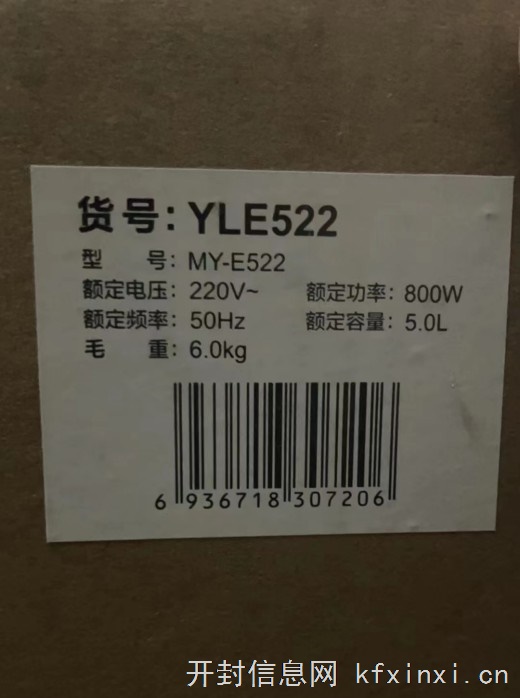 货号：YLE522
型 号：MY-E522
额定电压：220V~ 额定功率：800W
额定频率：50Hz 额定容量：5.0L
毛 重：6.0kg
6 936718 307206
开封信息网 kfxinxi.cn